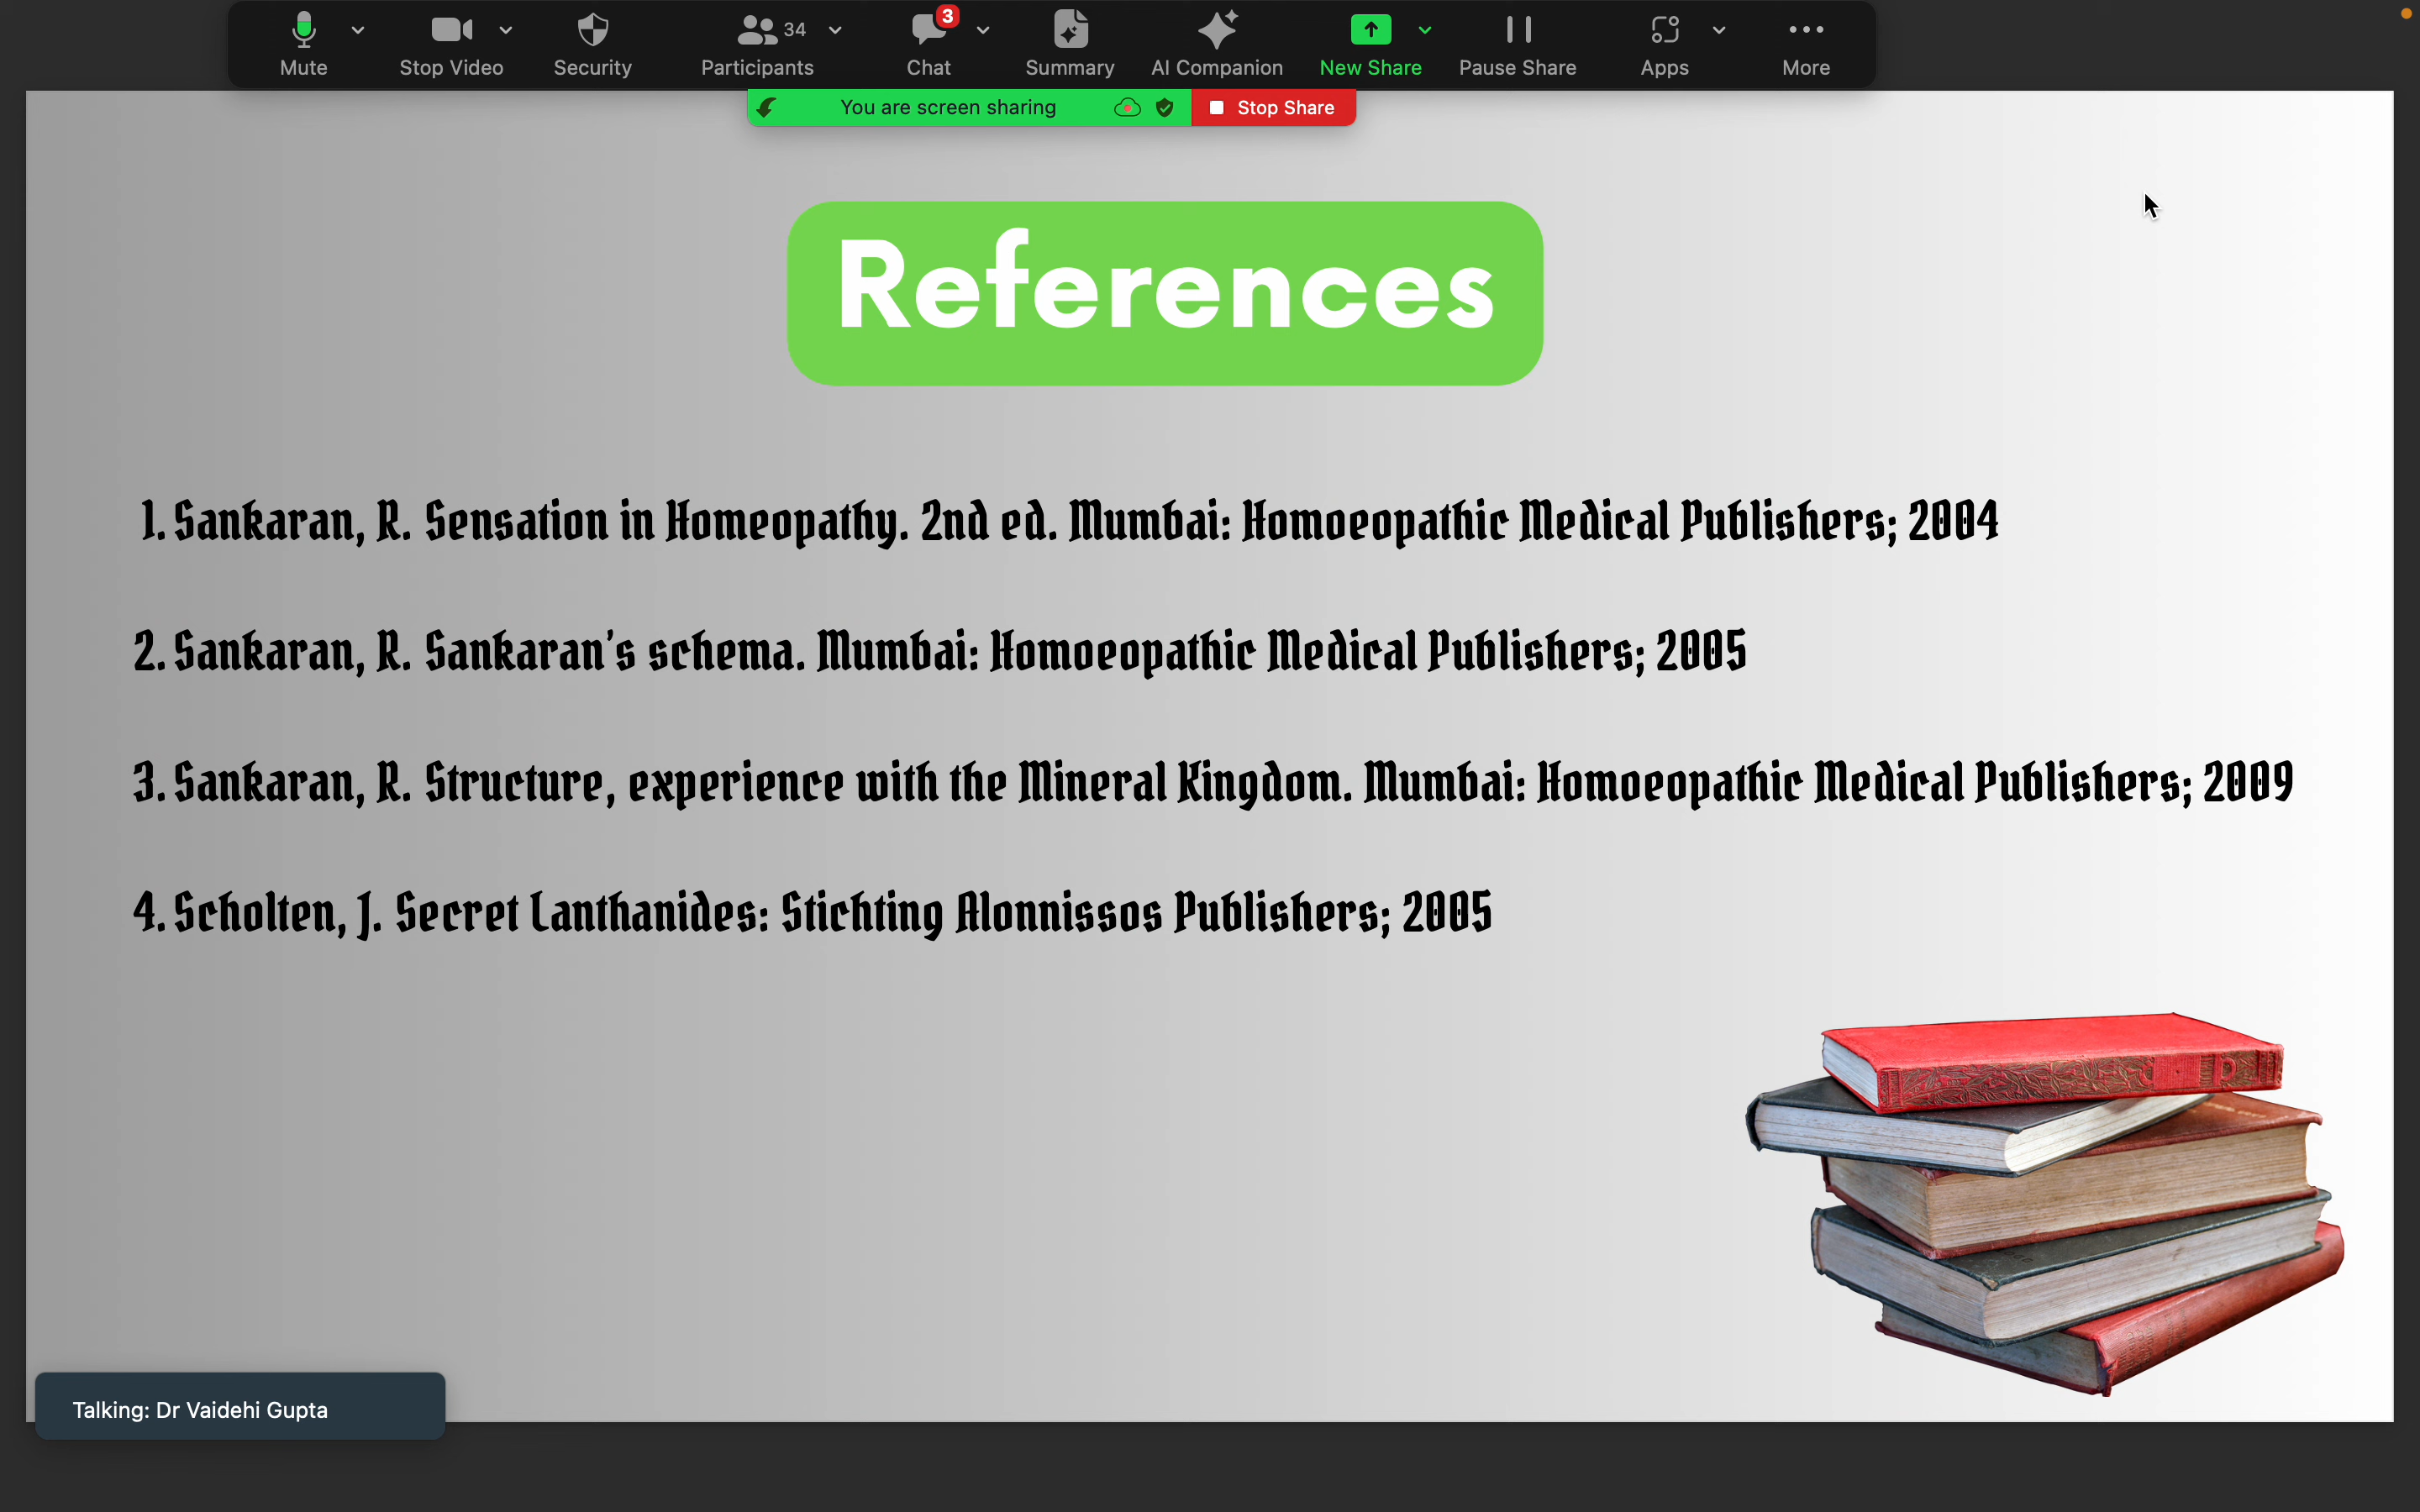 3
34
Mute
Stop Video
Security
Participants
Chat
Summary
AI Companion
New Share
Pause Share
Apps
More
You are screen sharing
Stop Share
References
1. Sankaran, R. Sensation in Homeopathy. 2nd ed. Mumbai: Homoeopathic Medical Publishers; 2004
2. Sankaran, R. Sankaran's schema. Mumbai: Homoeopathic Medical Publishers; 2005
3. Sankaran, R. Structure, experience with the Mineral Kingdom. Mumbai: Homoeopathic Medical Publishers; 2009
4. Scholten, J. Secret Lanthanides: Stichting Alonnissos Publishers; 2005
Talking: Dr Vaidehi Gupta